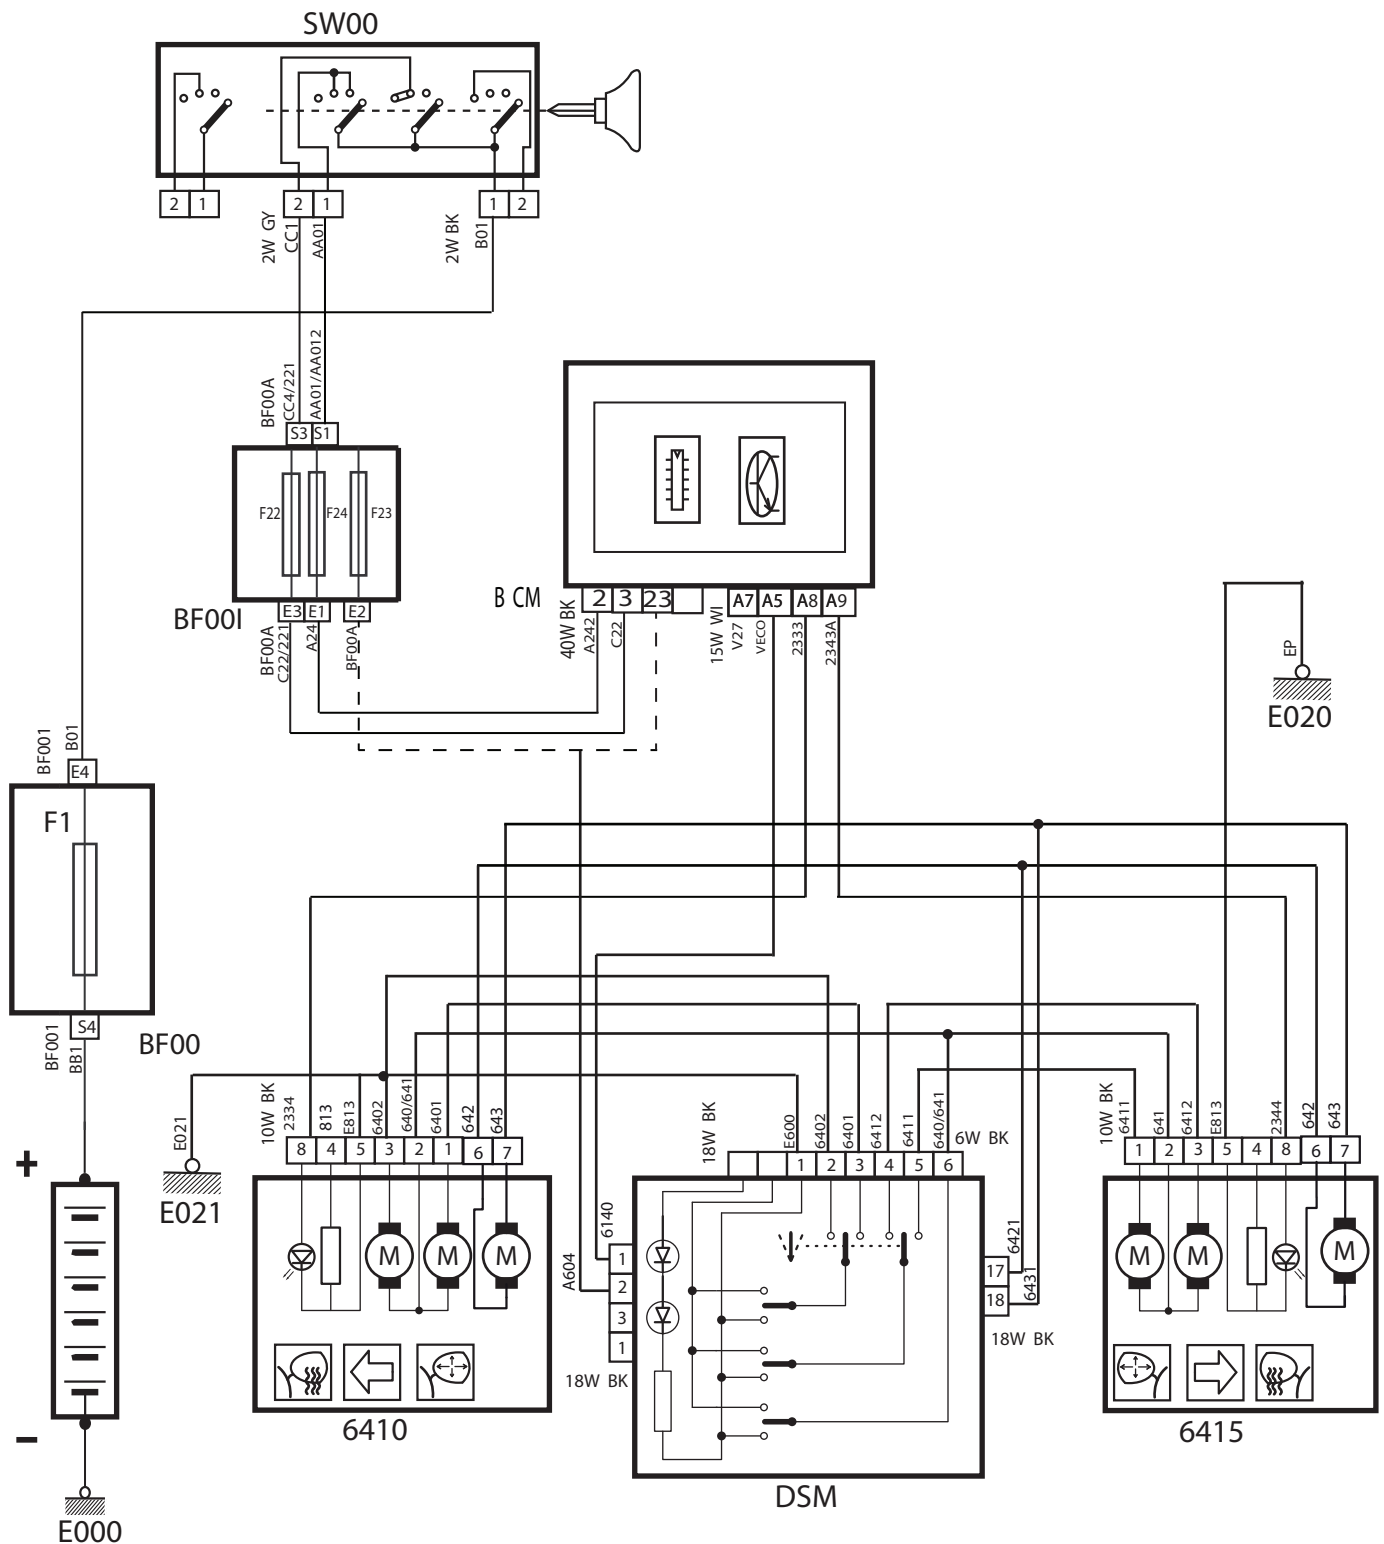 SW00
2 1
2 1
1 2
2W GY
CC1
AA01
2W BK
B01
BF00A
CC4/221
AA01/AA012
S3 S1
F22
F24
F23
BF00I
E3 E1 E2
BF00A
C22/221
A24
BF00A
B CM
40W BK
2 3 23
A242
C22
15W WI
A7 A5 A8 A9
V27
VECO
2333
2343A
EP
E020
BF001
B01
E4
F1
S4
BF001
BB1
BF00
+
−
E000
E021
E021
10W BK
2334
813
E813
6402
640/641
6401
642
643
8 4 5 3 2 1 6 7
M M M
6410
18W BK
E600
6402
6401
6412
6411
640/641
6W BK
1 2 3 4 5 6
A604
6140
1
2
3
1
18W BK
6421
17
18
6431
18W BK
DSM
10W BK
6411
641
6412
E813
2344
642
643
1 2 3 5 4 8 6 7
M M M
6415